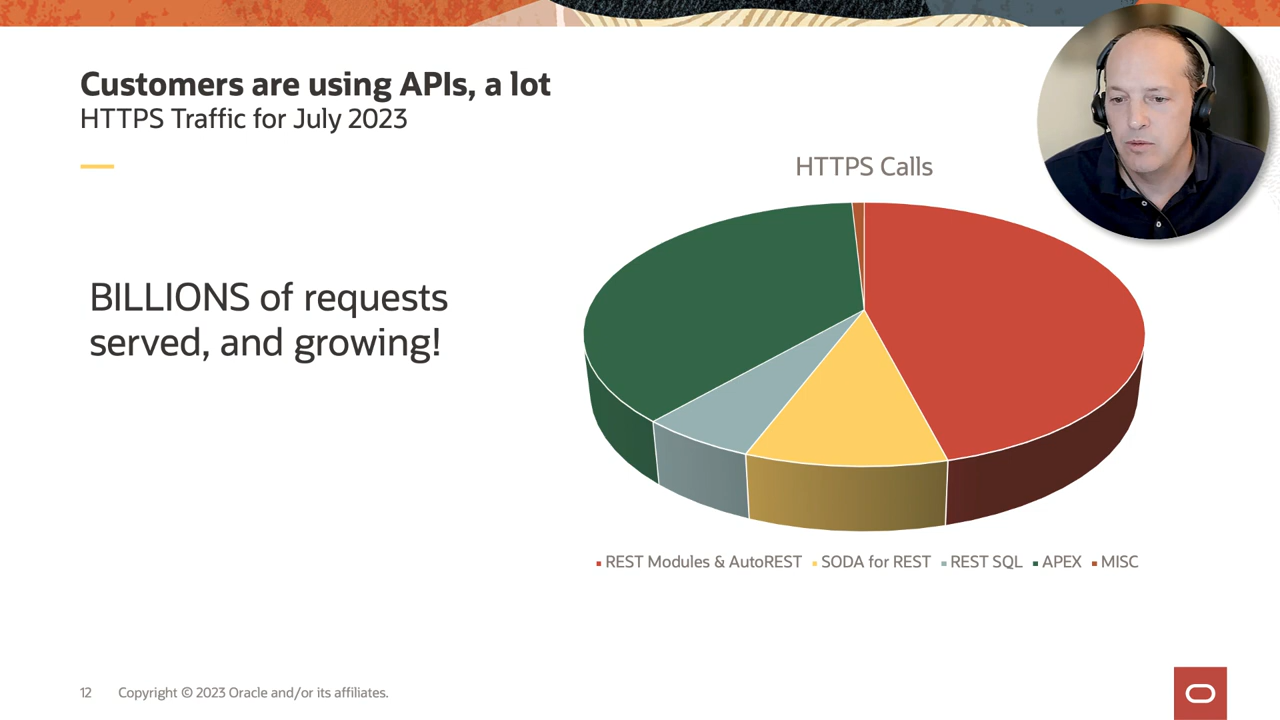 Customers are using APIs, a lot
HTTPS Traffic for July 2023
HTTPS Calls
BILLIONS of requests
served, and growing!
REST Modules & AutoREST SODA for REST REST SQL APEX MISC
12 Copyright © 2023 Oracle and/or its affiliates.